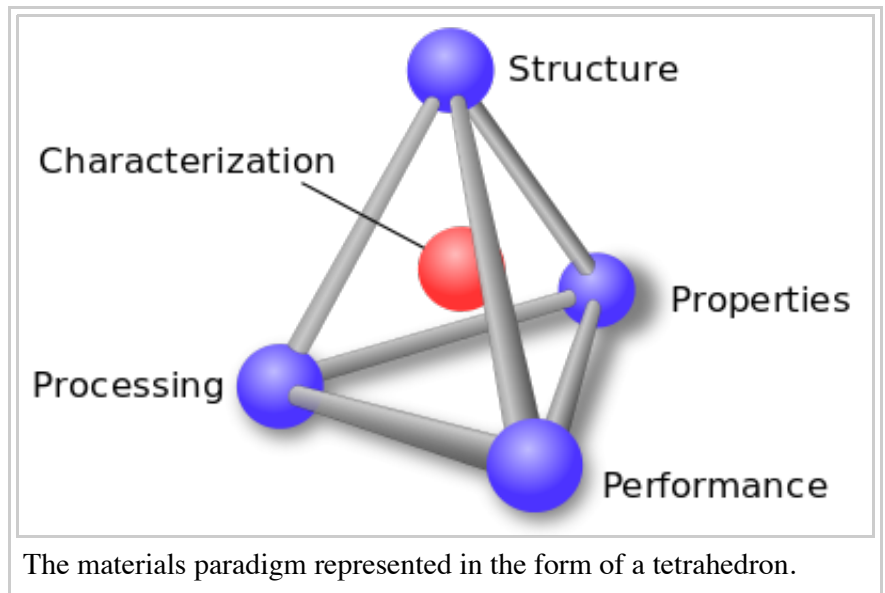 Structure
Characterization
Properties
Processing
Performance
The materials paradigm represented in the form of a tetrahedron.